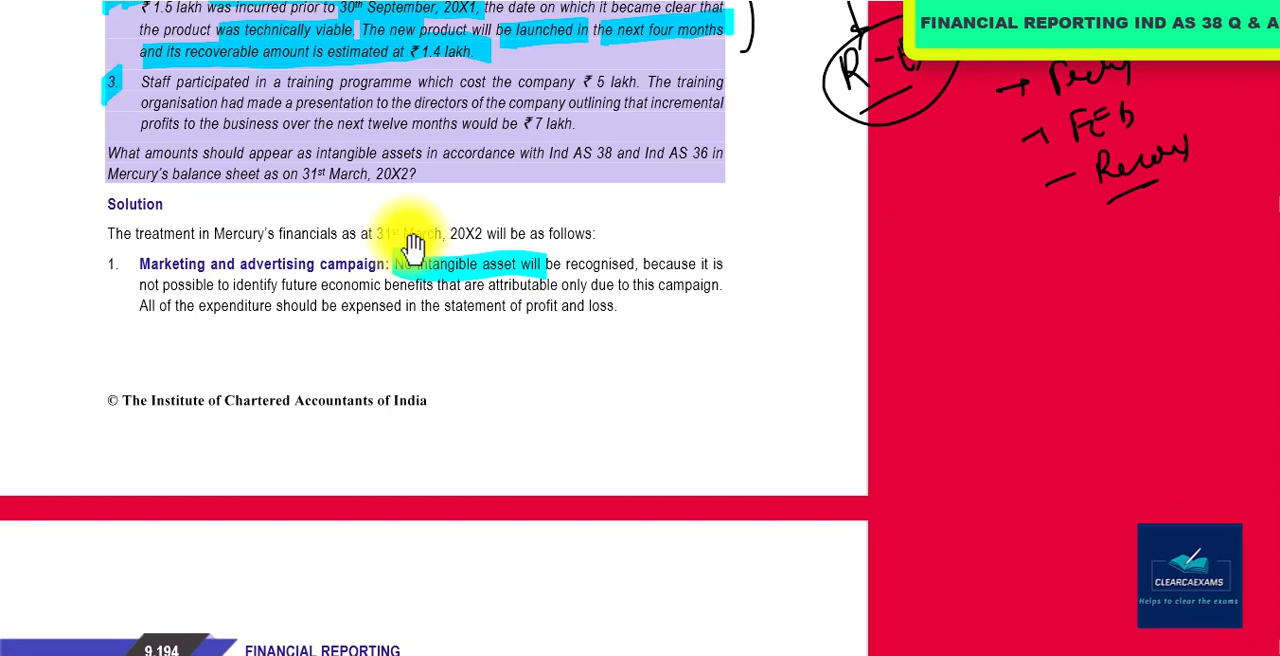 ₹ 1.5 lakh was incurred prior to 30th September, 20X1, the date on which it became clear that
the product was technically viable. The new product will be launched in the next four months
and its recoverable amount is estimated at ₹ 1.4 lakh.
3. Staff participated in a training programme which cost the company ₹ 5 lakh. The training
organisation had made a presentation to the directors of the company outlining that incremental
profits to the business over the next twelve months would be ₹ 7 lakh.
What amounts should appear as intangible assets in accordance with Ind AS 38 and Ind AS 36 in
Mercury's balance sheet as on 31st March, 20X2?
Solution
The treatment in Mercury's financials as at 31st March, 20X2 will be as follows:
1. Marketing and advertising campaign: No intangible asset will be recognised, because it is
not possible to identify future economic benefits that are attributable only due to this campaign.
All of the expenditure should be expensed in the statement of profit and loss.
© The Institute of Chartered Accountants of India
9.194 FINANCIAL REPORTING
FINANCIAL REPORTING IND AS 38 Q & A
FEB
CLEARCAEXAMS
Helps to clear the exams